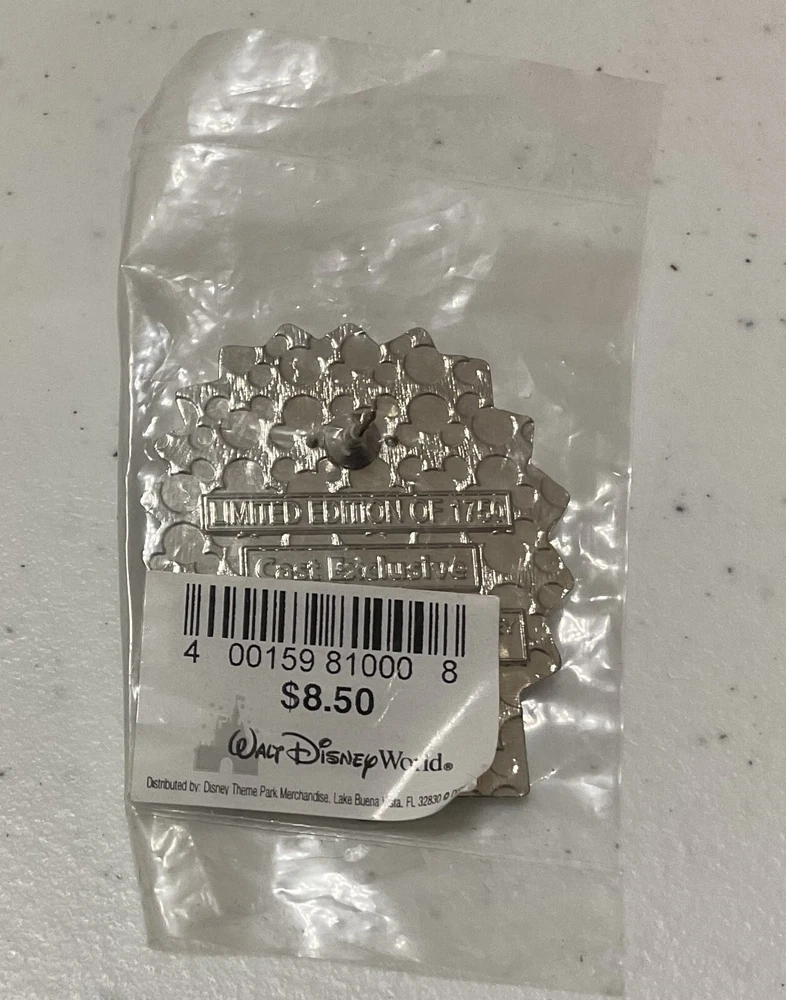 LIMITED EDITION OF 1750
Cast Exclusive
4 00159 81000 8
$8.50
WALT DISNEY World®
Distributed by: Disney Theme Park Merchandise, Lake Buena Vista, FL 32830 ©